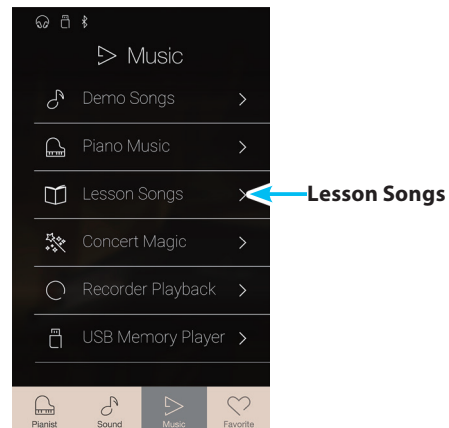 Music
Demo Songs
Piano Music
Lesson Songs
Lesson Songs
Concert Magic
Recorder Playback
USB Memory Player
Pianist Sound Music Favorite